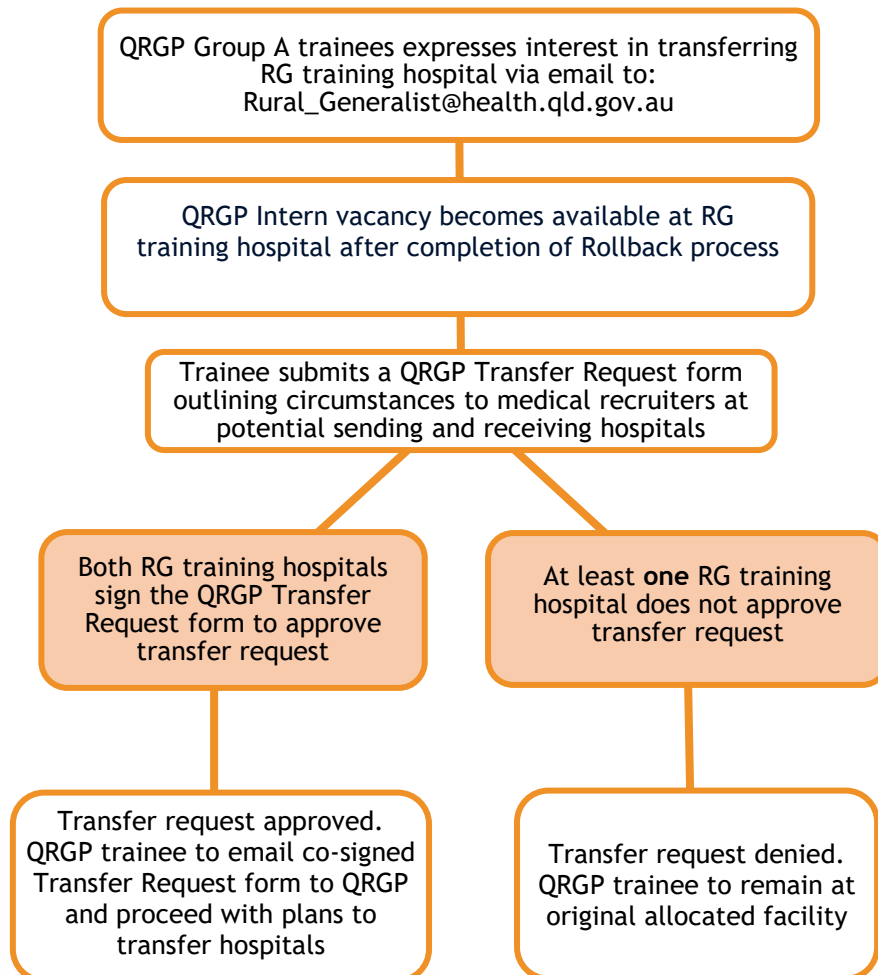 QRGP Group A trainees expresses interest in transferring
RG training hospital via email to:
Rural_Generalist@health.qld.gov.au
QRGP Intern vacancy becomes available at RG
training hospital after completion of Rollback process
Trainee submits a QRGP Transfer Request form
outlining circumstances to medical recruiters at
potential sending and receiving hospitals
Both RG training hospitals
sign the QRGP Transfer
Request form to approve
transfer request
At least one RG training
hospital does not approve
transfer request
Transfer request approved.
QRGP trainee to email co-signed
Transfer Request form to QRGP
and proceed with plans to
transfer hospitals
Transfer request denied.
QRGP trainee to remain at
original allocated facility